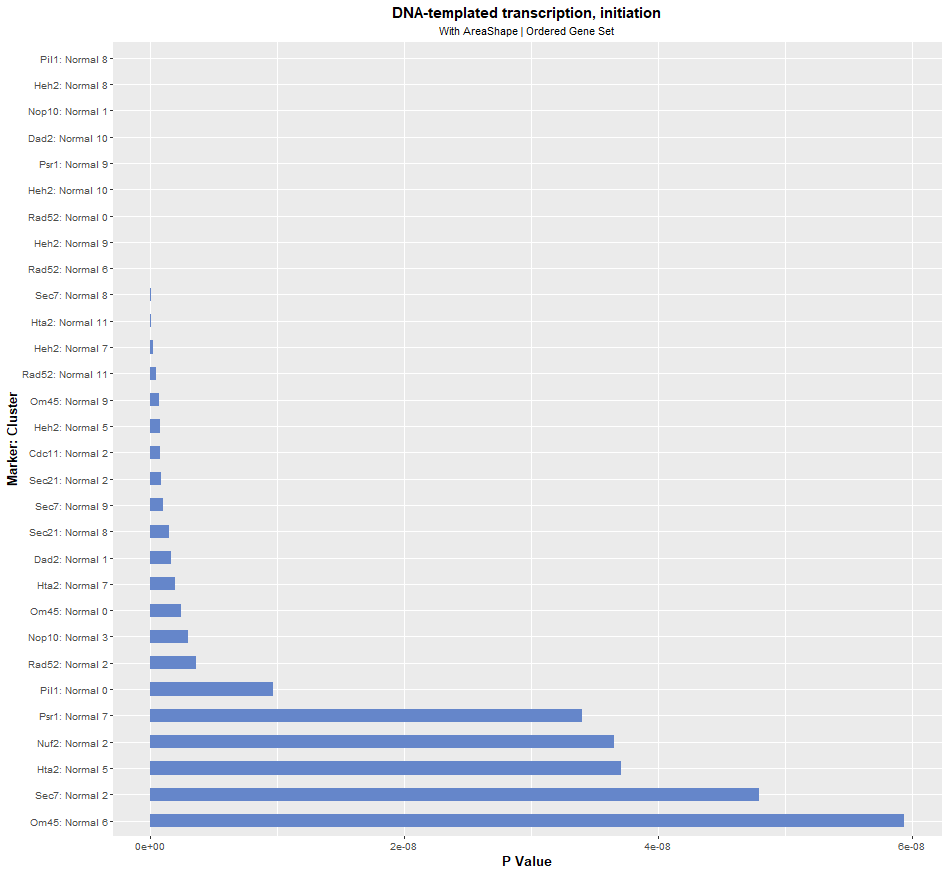 DNA-templated transcription, initiation
With AreaShape | Ordered Gene Set
Pil1: Normal 8
Heh2: Normal 8
Nop10: Normal 1
Dad2: Normal 10
Psr1: Normal 9
Heh2: Normal 10
Rad52: Normal 0
Heh2: Normal 9
Rad52: Normal 6
Sec7: Normal 8
Hta2: Normal 11
Heh2: Normal 7
Rad52: Normal 11
Om45: Normal 9
Heh2: Normal 5
Cdc11: Normal 2
Sec21: Normal 2
Sec7: Normal 9
Sec21: Normal 8
Dad2: Normal 1
Hta2: Normal 7
Om45: Normal 0
Nop10: Normal 3
Rad52: Normal 2
Pil1: Normal 0
Psr1: Normal 7
Nuf2: Normal 2
Hta2: Normal 5
Sec7: Normal 2
Om45: Normal 6
Marker: Cluster
0e+00 2e-08 4e-08 6e-08
P Value